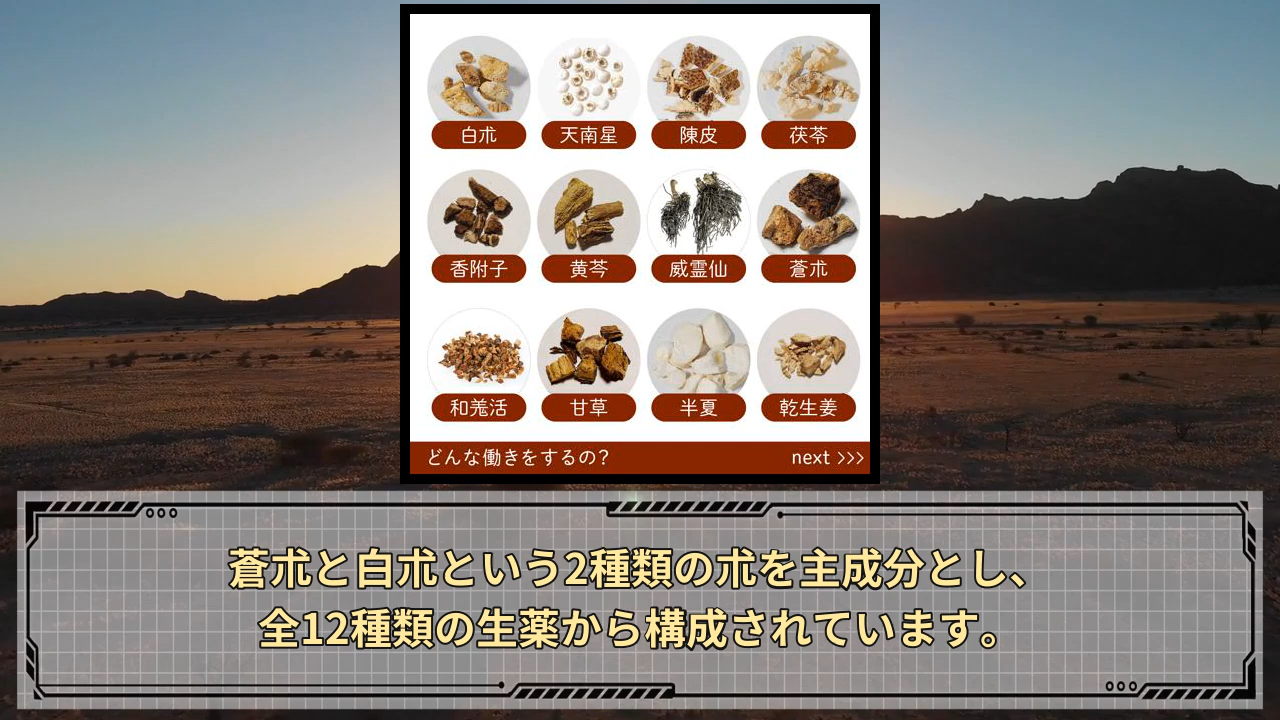 白朮 天南星 陳皮 茯苓
香附子 黄芩 威霊仙 蒼朮
和羌活 甘草 半夏 乾生姜
どんな働きをするの? next >>>
蒼朮と白朮という2種類の朮を主成分とし、
全12種類の生薬から構成されています。